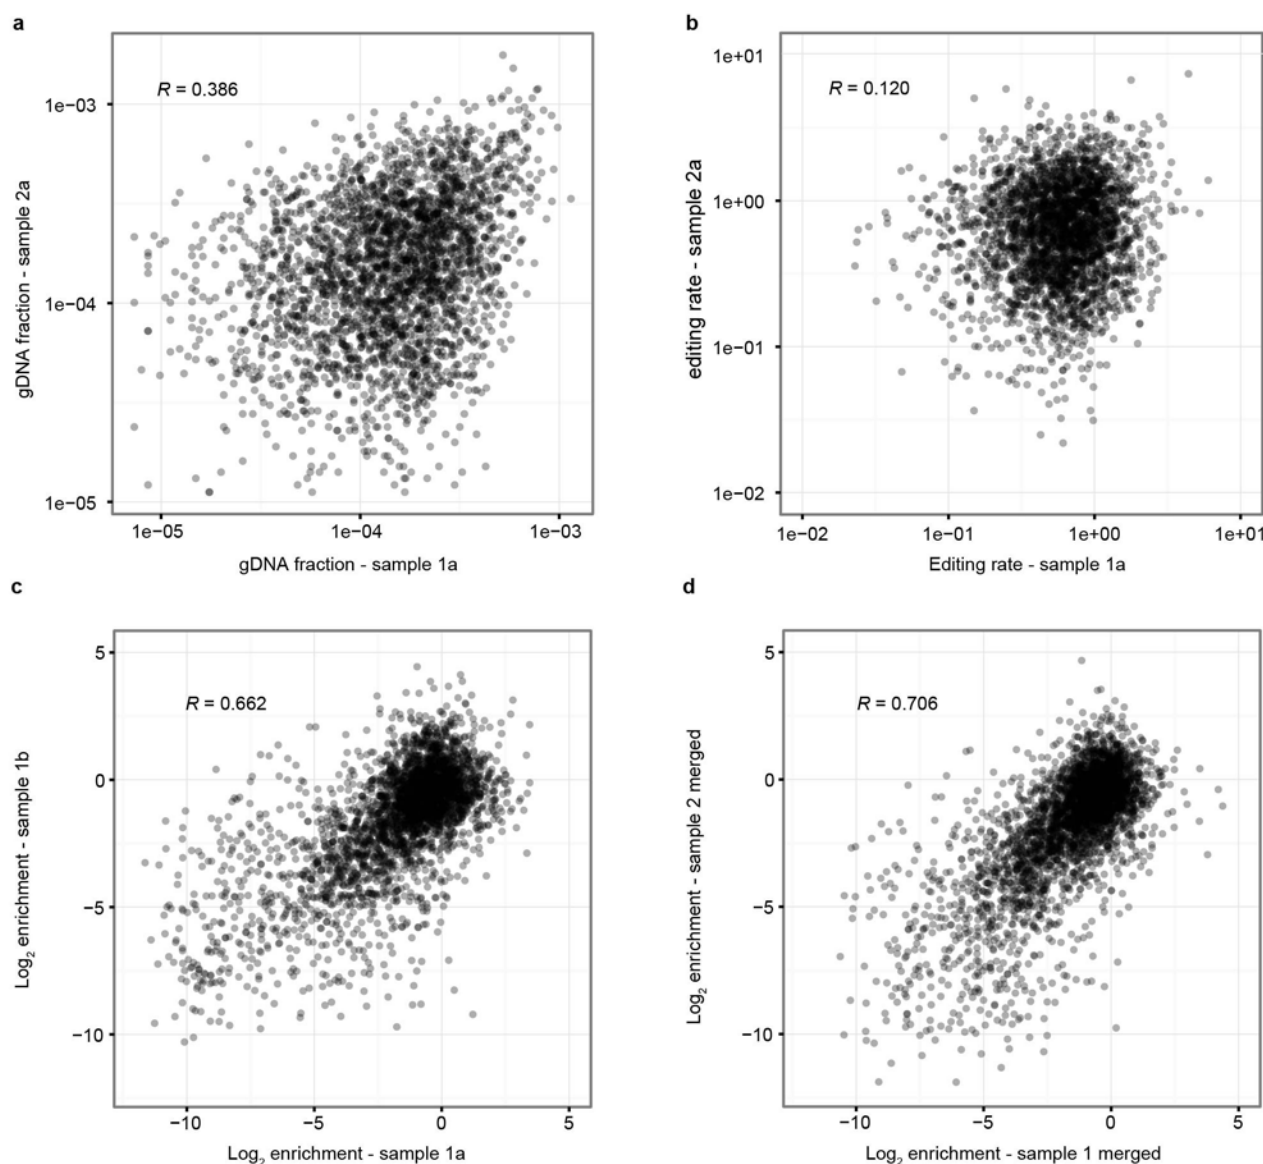 a
R = 0.386
1e−03
1e−04
1e−05
gDNA fraction - sample 2a
1e−05 1e−04 1e−03
gDNA fraction - sample 1a
b
R = 0.120
1e+01
1e+00
1e−01
1e−02
editing rate - sample 2a
1e−02 1e−01 1e+00 1e+01
Editing rate - sample 1a
c
R = 0.662
5
0
−5
−10
Log2 enrichment - sample 1b
−10 −5 0 5
Log2 enrichment - sample 1a
d
R = 0.706
5
0
−5
−10
Log2 enrichment - sample 2 merged
−10 −5 0 5
Log2 enrichment - sample 1 merged